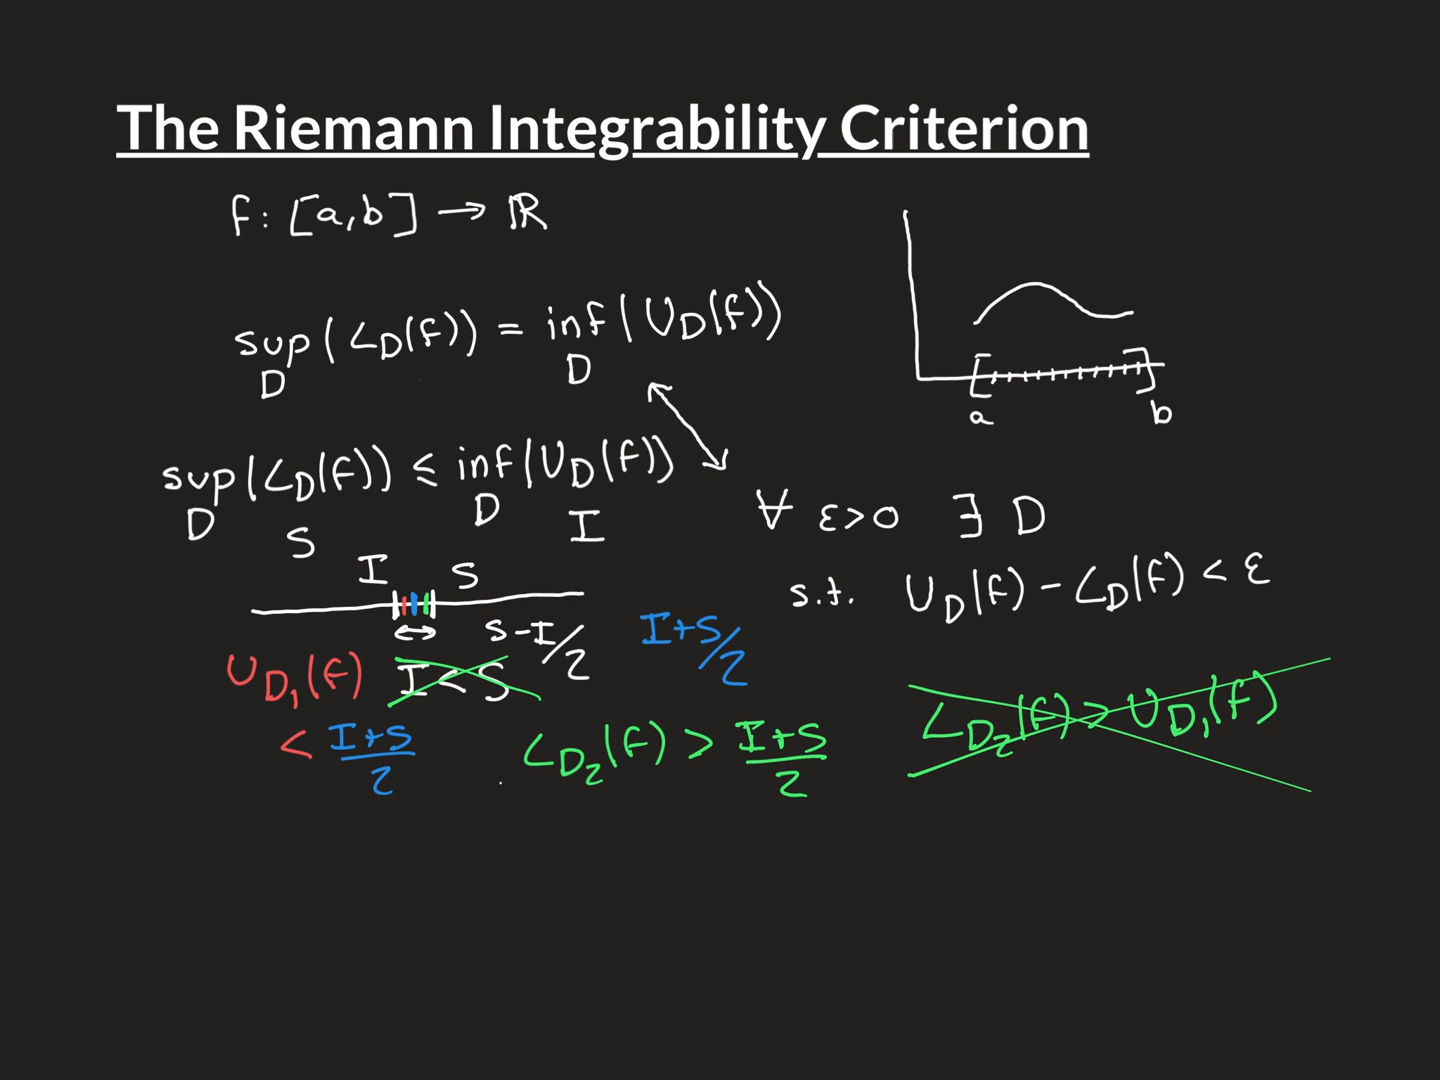 The Riemann Integrability Criterion
f: [a,b] → ℝ
sup(L_D(f)) = inf(U_D(f))
D D
a b
sup(L_D(f)) ≤ inf(U_D(f))
D D
S I
∀ ε>0 ∃ D
s.t. U_D(f) - L_D(f) < ε
I S
S-I/2
I+S/2
U_D₁(f)
< I+S/2
I < S
L_D₂(f) > I+S/2
L_D₂(f) > U_D₁(f)